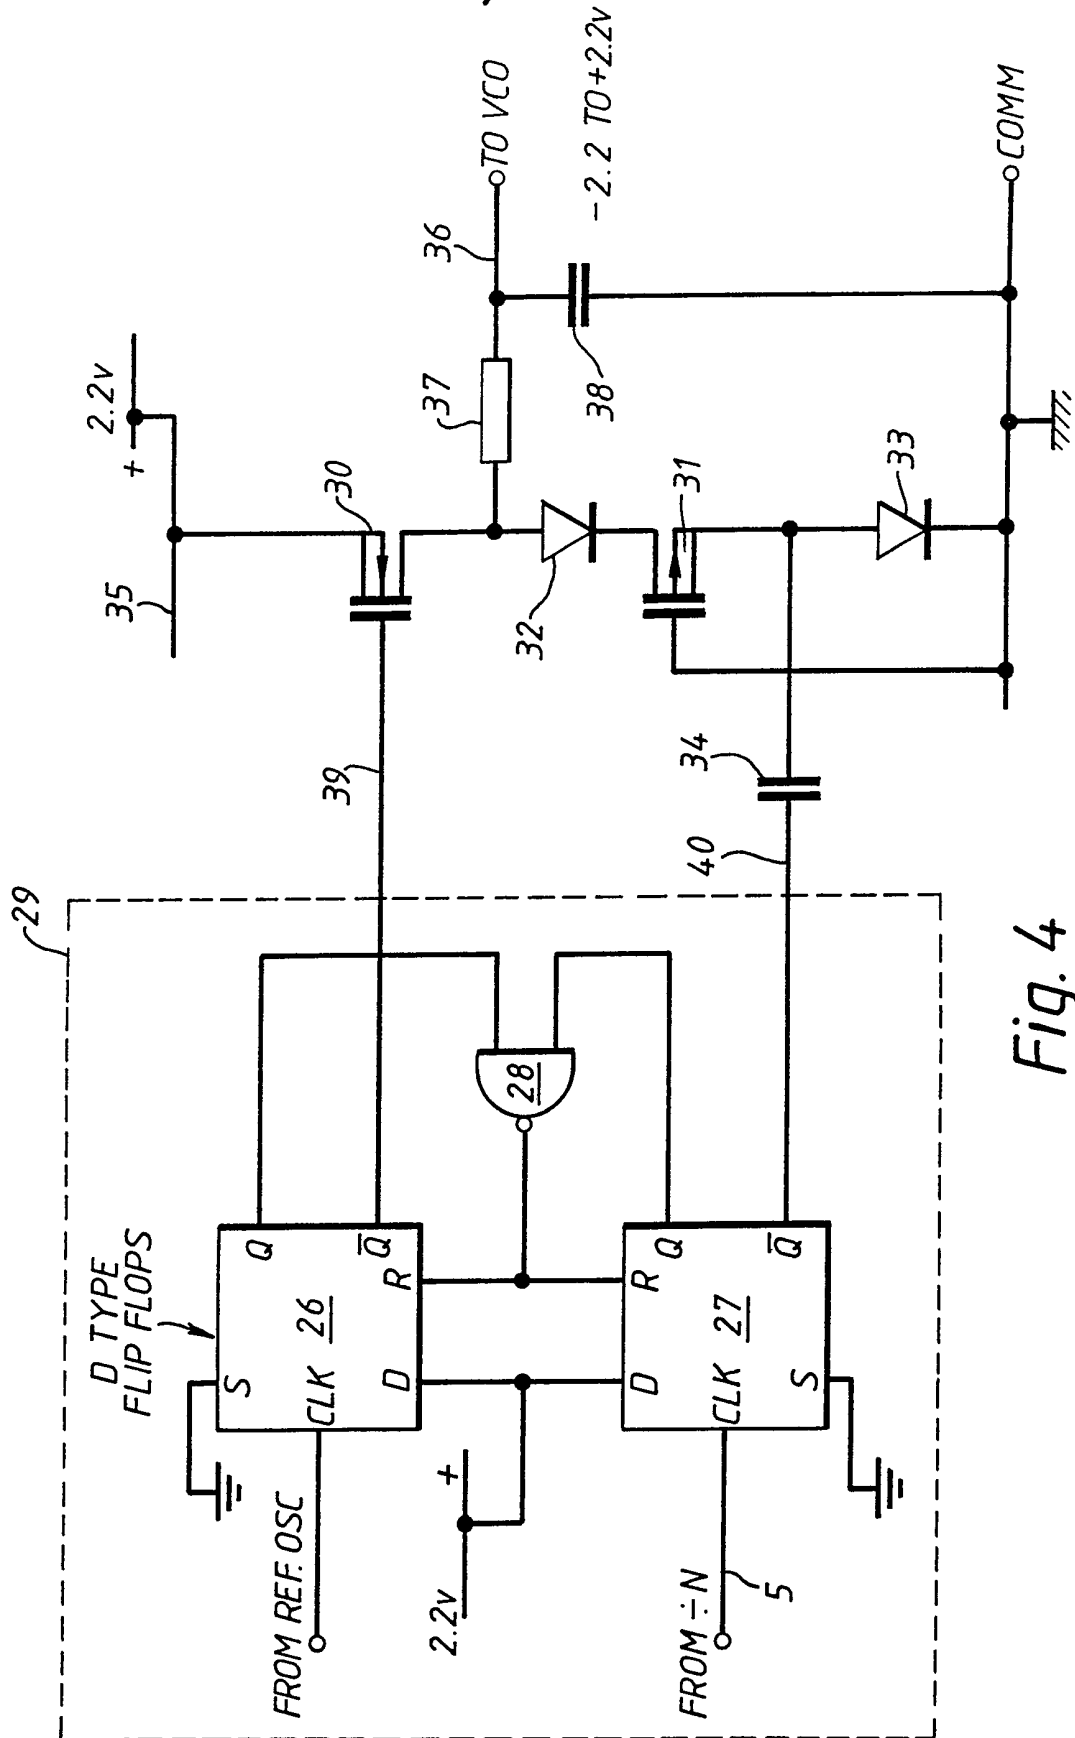 29
D TYPE
FLIP FLOPS
S
Q
CLK
26
Q̅
D
R
FROM REF. OSC
2.2v
+
28
D
R
CLK
27
Q
S
Q̅
FROM ÷ N
5
39
40
34
35
+
2.2v
30
37
36
TO VCO
32
31
38
-2.2 TO +2.2v
33
COMM
Fig. 4